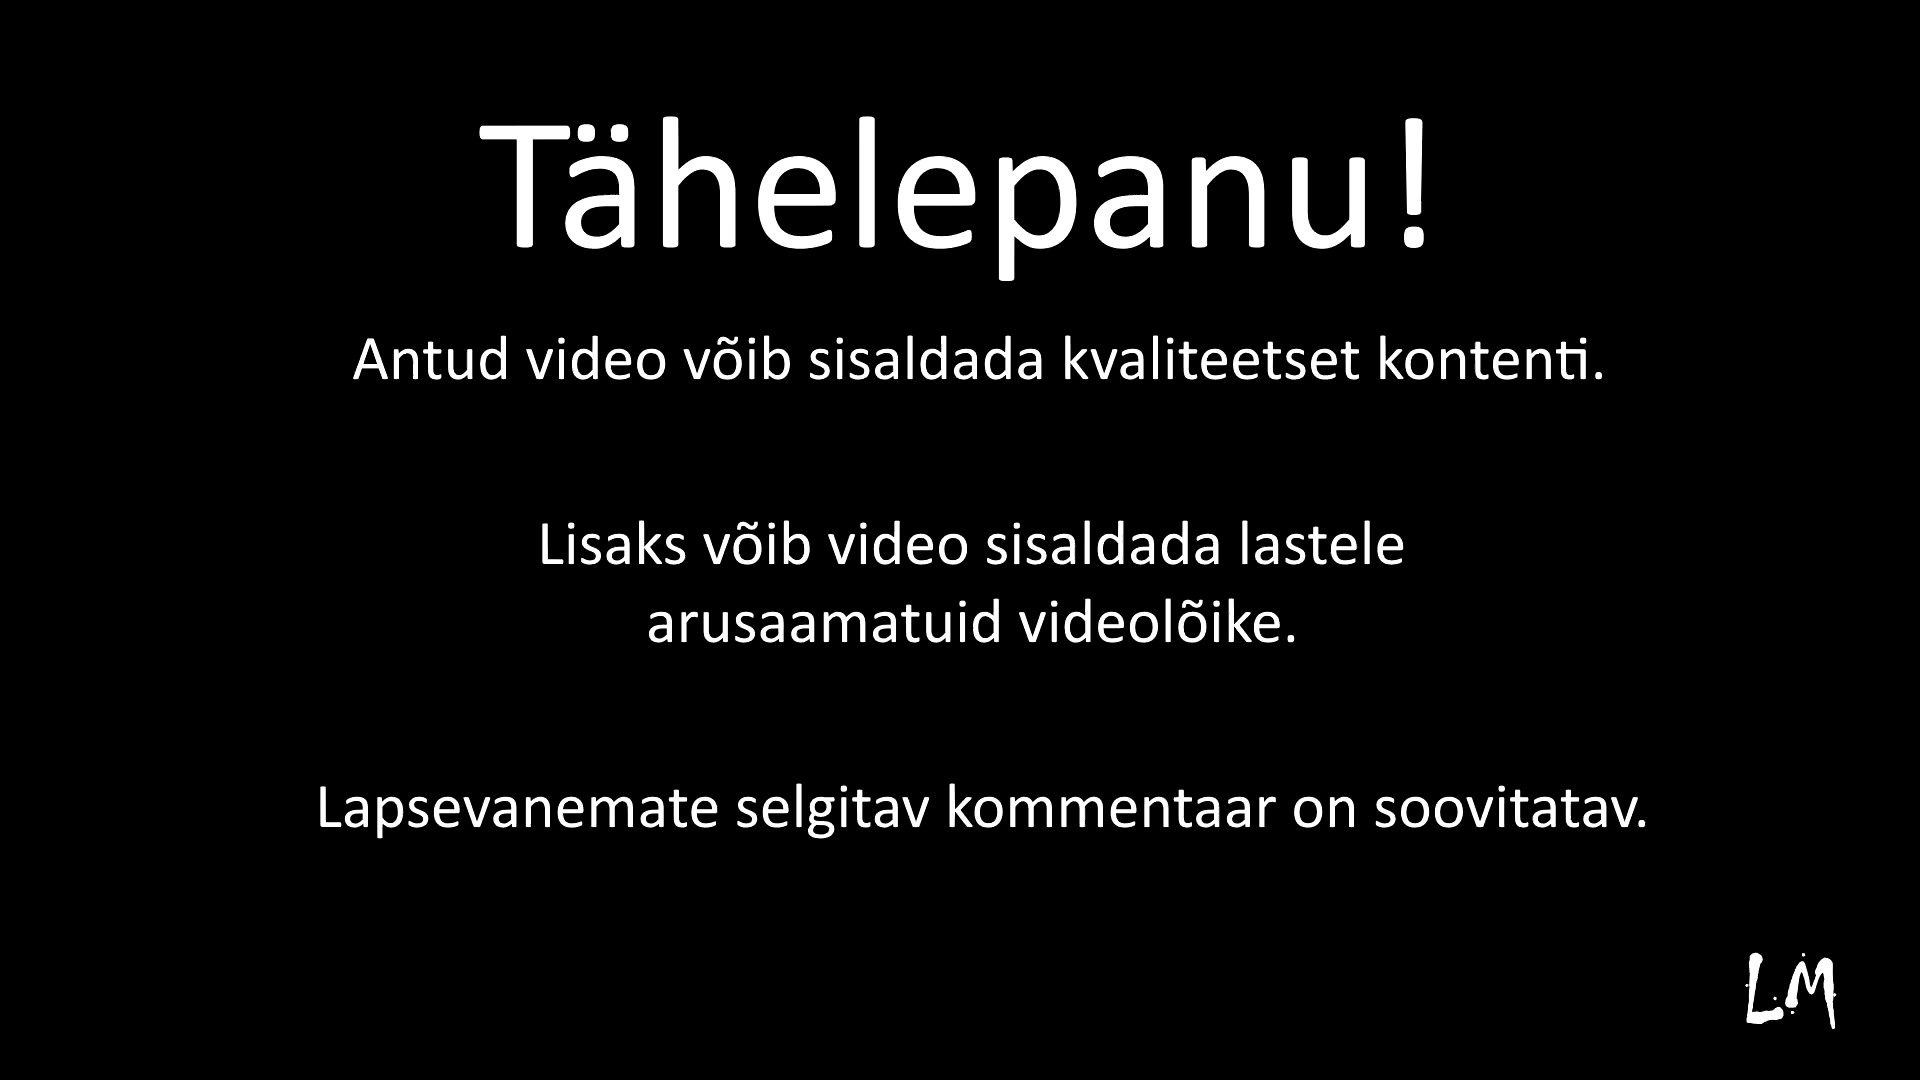 Tähelepanu!
Antud video võib sisaldada kvaliteetset kontenti.
Lisaks võib video sisaldada lastele
arusaamatuid videolõike.
Lapsevanemate selgitav kommentaar on soovitatav.
LM